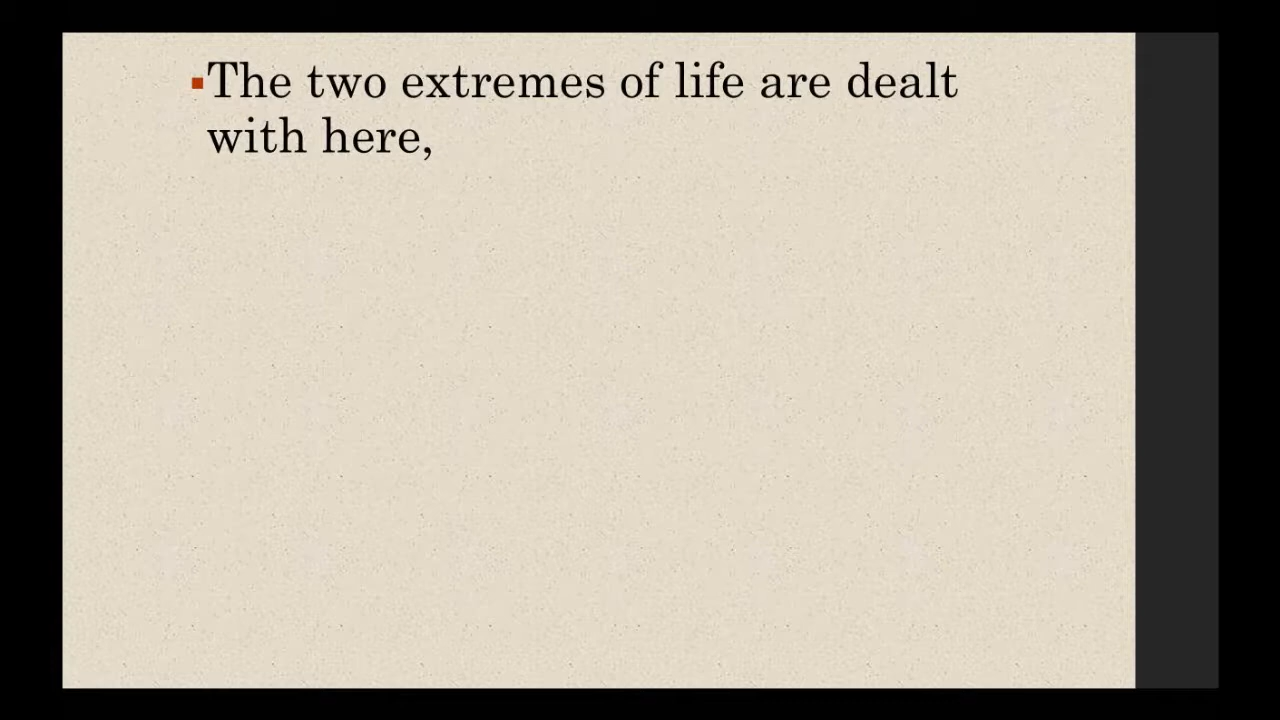 ▪The two extremes of life are dealt
with here,